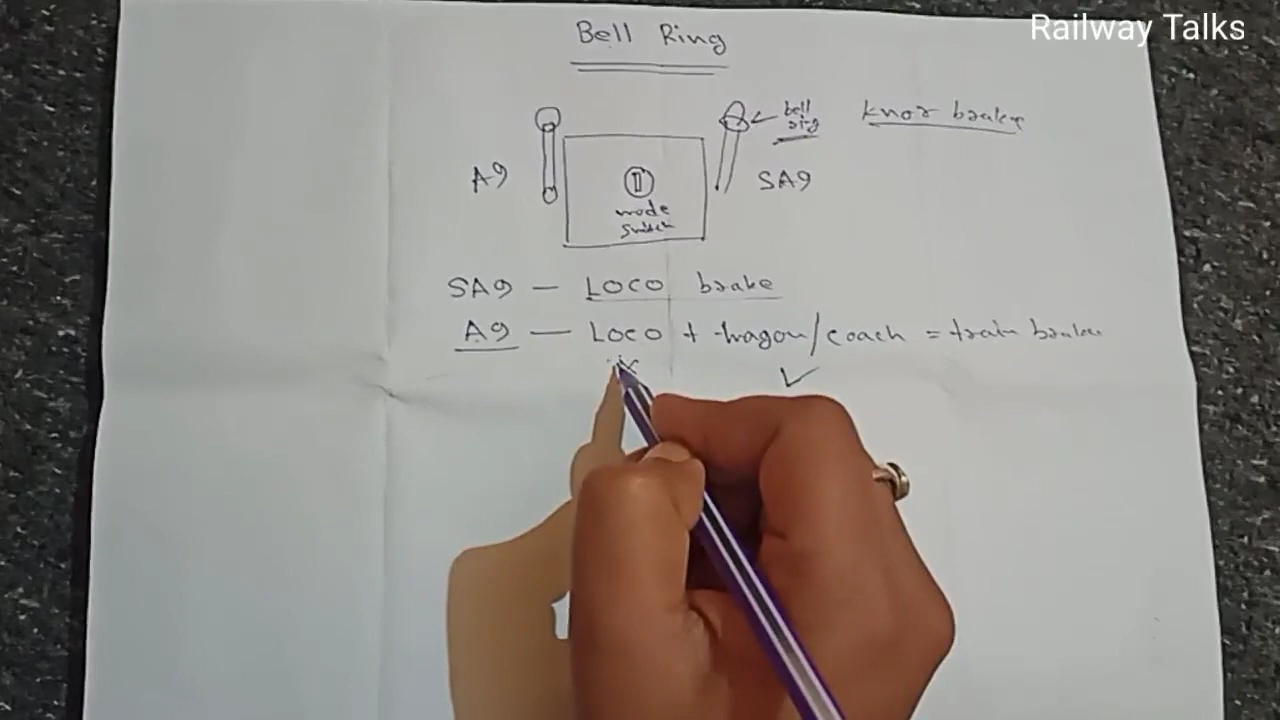 Railway Talks
Bell Ring
bell
ring
knor brake
A9
SA9
II
mode
switch
SA9 — Loco brake
A9 — Loco + wagon/coach = train brake